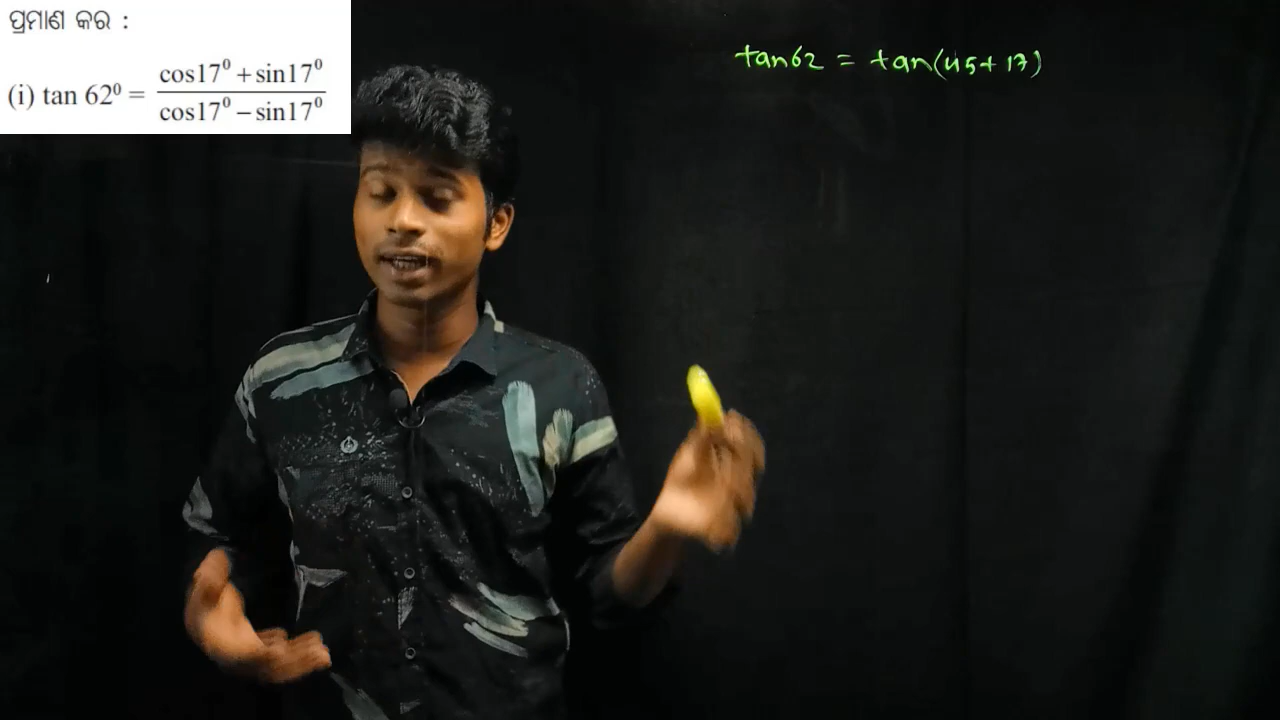 ପ୍ରମାଣ କର :
(i) tan 62⁰ = cos17⁰ + sin17⁰ / cos17⁰ – sin17⁰
tan62 = tan(45+17)